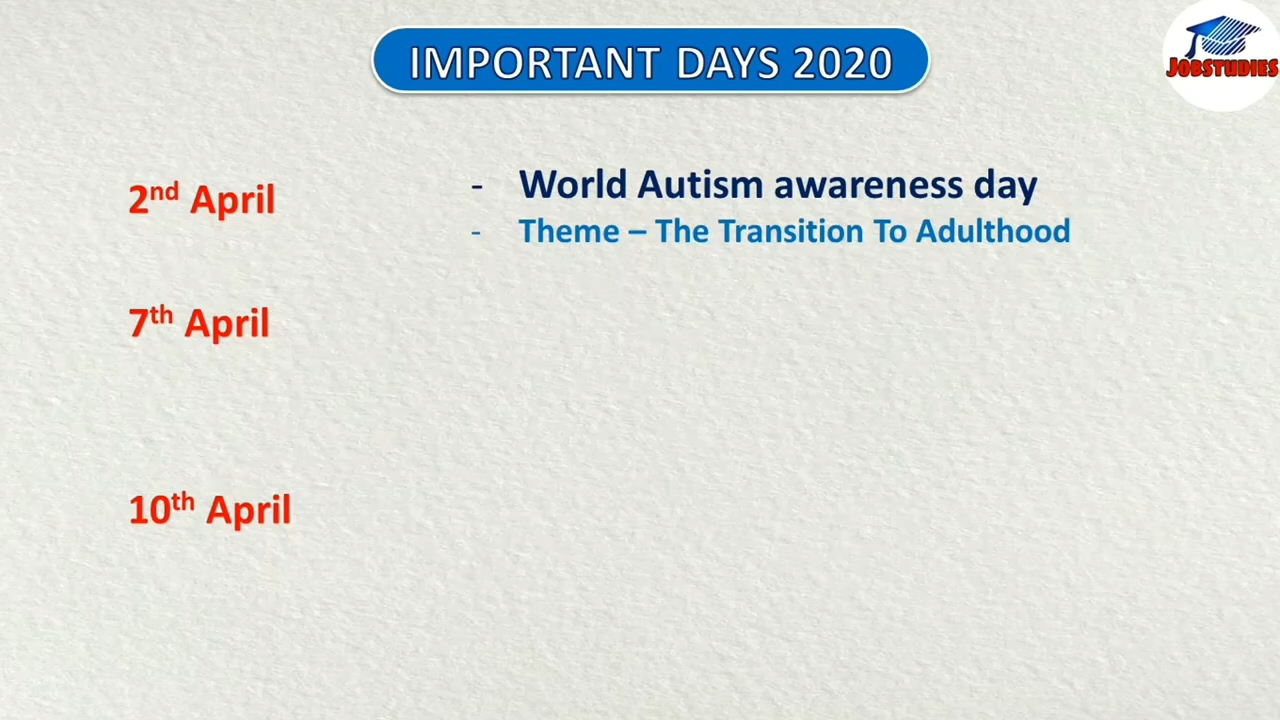 IMPORTANT DAYS 2020
JOBSTUDIES
2nd April
- World Autism awareness day
- Theme – The Transition To Adulthood
7th April
10th April